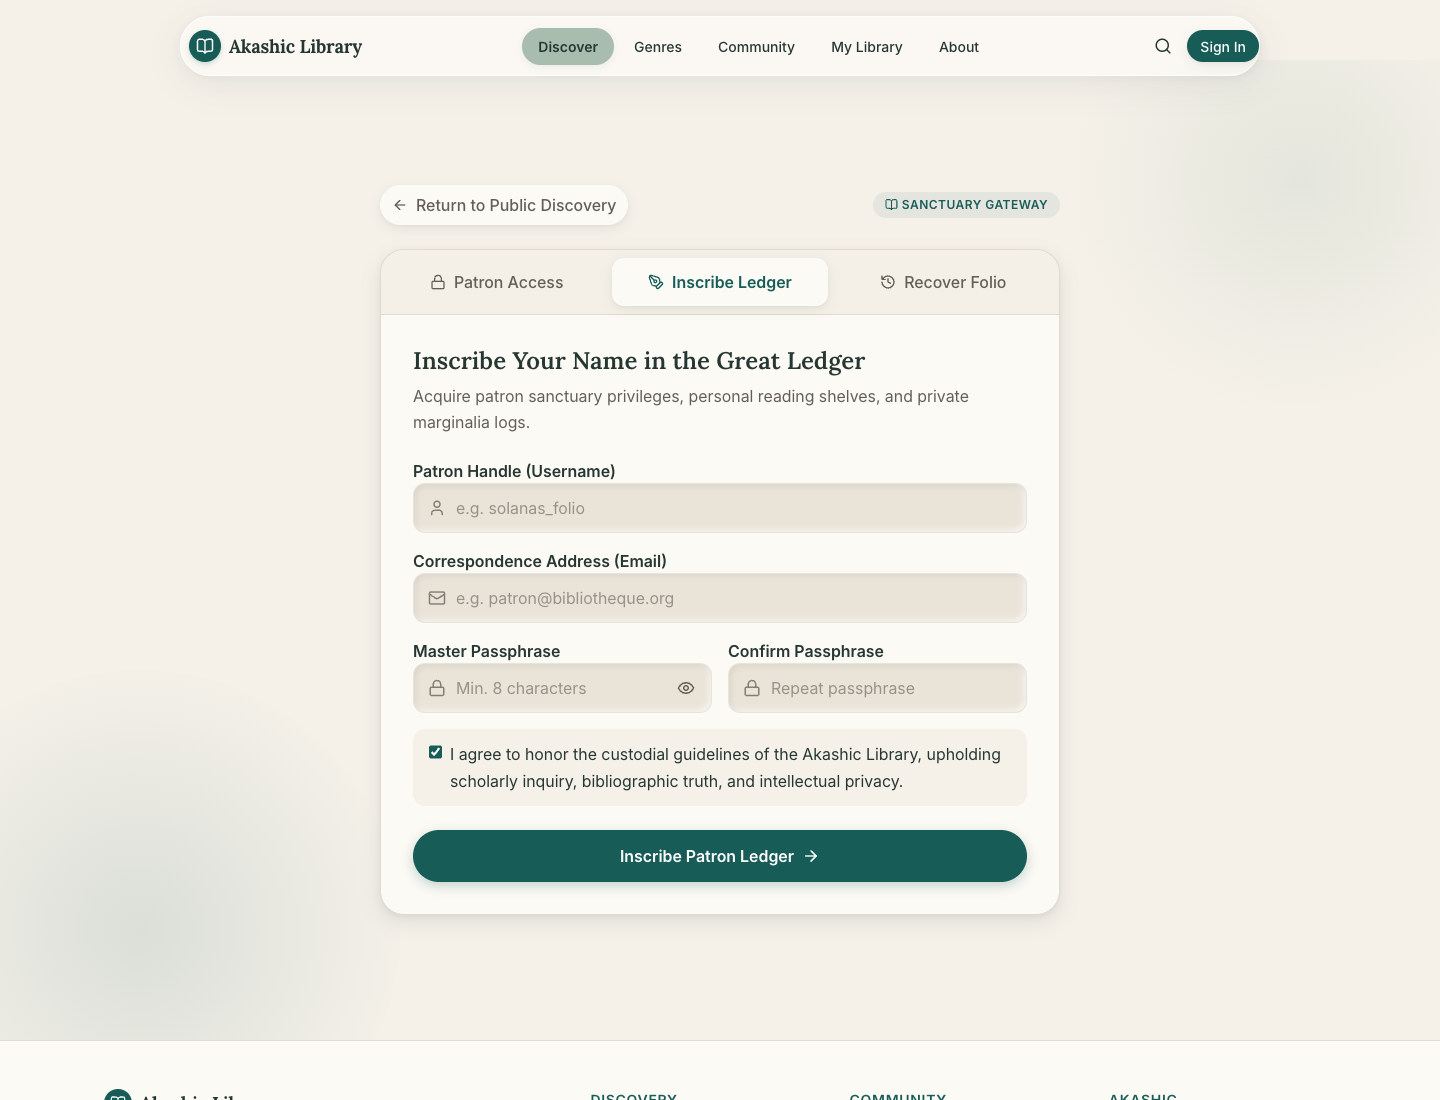 Akashic Library
Discover
Genres
Community
My Library
About
Sign In
Return to Public Discovery
SANCTUARY GATEWAY
Patron Access
Inscribe Ledger
Recover Folio
Inscribe Your Name in the Great Ledger
Acquire patron sanctuary privileges, personal reading shelves, and private
marginalia logs.
Patron Handle (Username)
e.g. solanas_folio
Correspondence Address (Email)
e.g. patron@bibliotheque.org
Master Passphrase
Confirm Passphrase
Min. 8 characters
Repeat passphrase
I agree to honor the custodial guidelines of the Akashic Library, upholding
scholarly inquiry, bibliographic truth, and intellectual privacy.
Inscribe Patron Ledger
DISCOVERY
COMMUNITY
AKASHIC